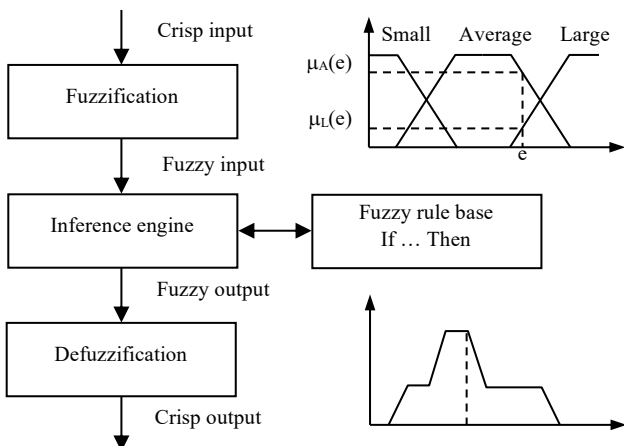 Crisp input
Small Average Large
μA(e)
Fuzzification
μL(e)
e
Fuzzy input
Fuzzy rule base
If … Then
Inference engine
Fuzzy output
Defuzzification
Crisp output